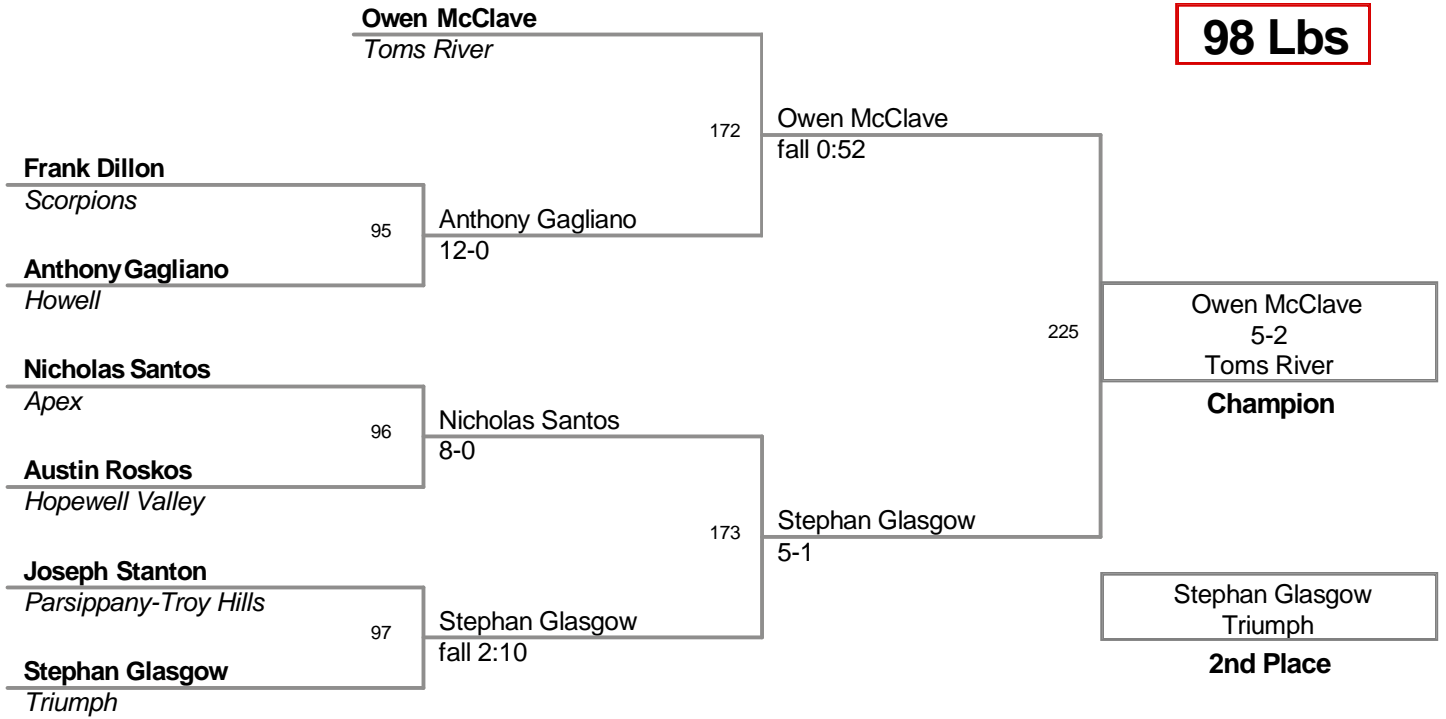 Owen McClave
Toms River
98 Lbs
172
Owen McClave
fall 0:52
Frank Dillon
Scorpions
95
Anthony Gagliano
12-0
Anthony Gagliano
Howell
225
Owen McClave
5-2
Toms River
Champion
Nicholas Santos
Apex
96
Nicholas Santos
8-0
Austin Roskos
Hopewell Valley
173
Stephan Glasgow
5-1
Joseph Stanton
Parsippany-Troy Hills
97
Stephan Glasgow
fall 2:10
Stephan Glasgow
Triumph
Stephan Glasgow
Triumph
2nd Place